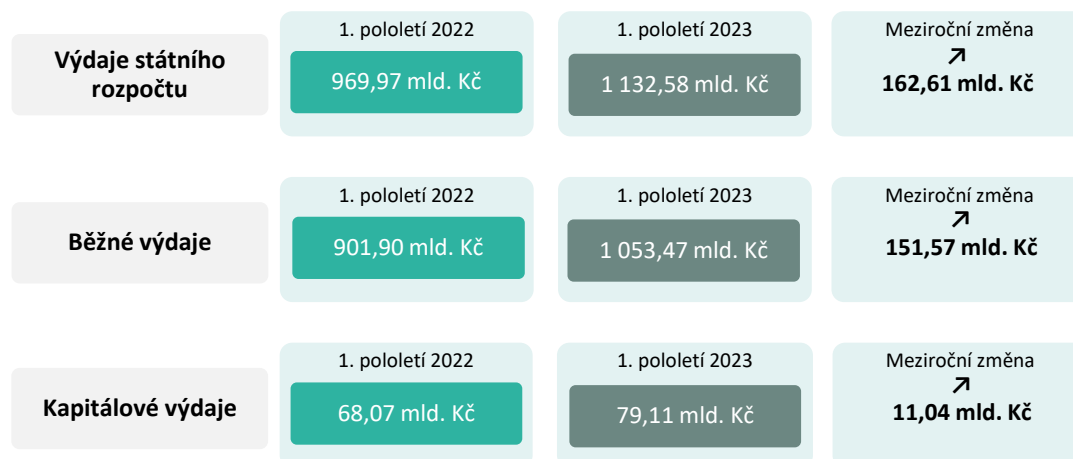 Výdaje státního
rozpočtu
1. pololetí 2022
969,97 mld. Kč
1. pololetí 2023
1 132,58 mld. Kč
Meziroční změna
↗
162,61 mld. Kč
Běžné výdaje
1. pololetí 2022
901,90 mld. Kč
1. pololetí 2023
1 053,47 mld. Kč
Meziroční změna
↗
151,57 mld. Kč
Kapitálové výdaje
1. pololetí 2022
68,07 mld. Kč
1. pololetí 2023
79,11 mld. Kč
Meziroční změna
↗
11,04 mld. Kč